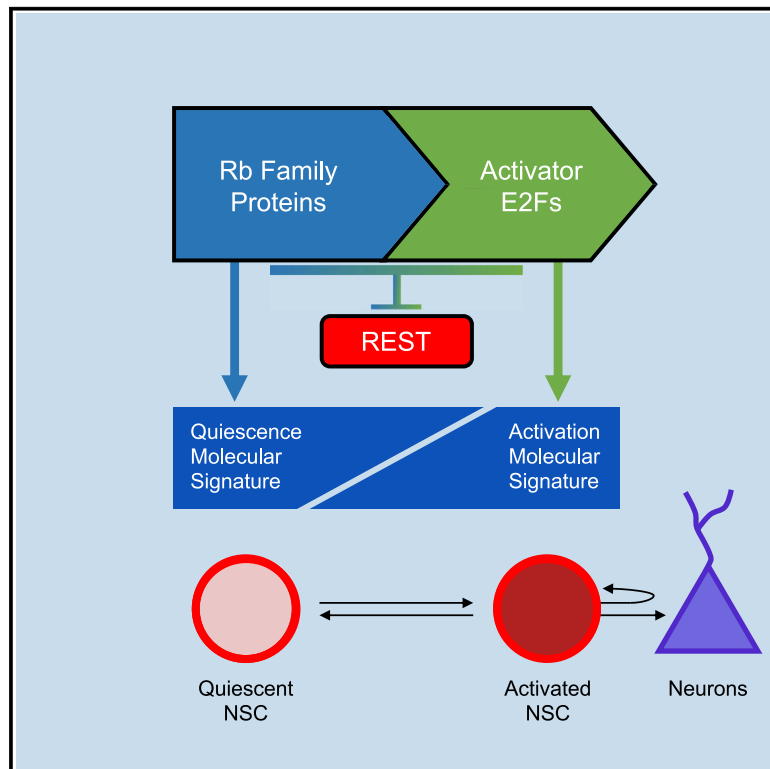 Rb Family
Proteins
Activator
E2Fs
REST
Quiescence
Molecular
Signature
Activation
Molecular
Signature
Quiescent
NSC
Activated
NSC
Neurons